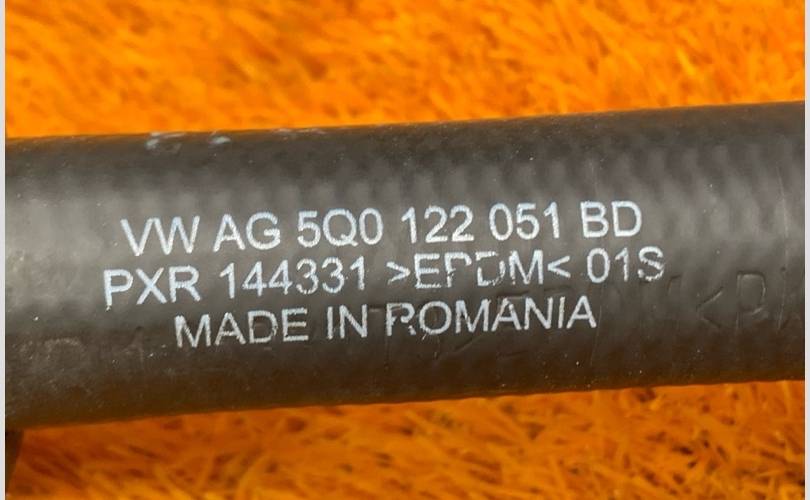 VW AG 5Q0 122 051 BD
PXR 144331 >EPDM< 01S
MADE IN ROMANIA